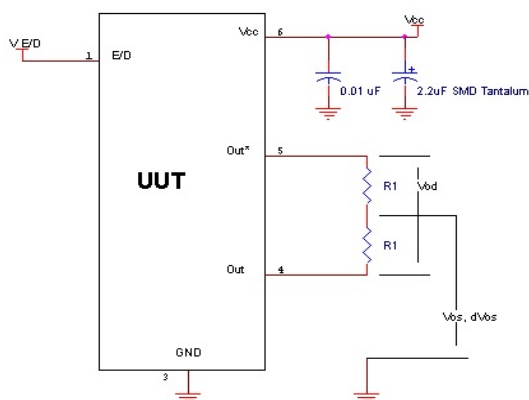 Vcc
Vcc
6
V E/D
1
E/D
0.01 uF
+
2.2uF SMD Tantalum
Out*
5
UUT
R1
Vod
R1
Out
4
Vos, dVos
GND
3